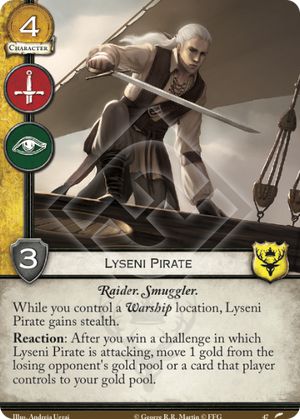 4
CHARACTER
3
LYSENI PIRATE
Raider. Smuggler.
While you control a Warship location, Lyseni
Pirate gains stealth.
Reaction: After you win a challenge in which
Lyseni Pirate is attacking, move 1 gold from the
losing opponent's gold pool or a card that player
controls to your gold pool.
Illus. Andreia Ugrai
© George R.R. Martin © FFG